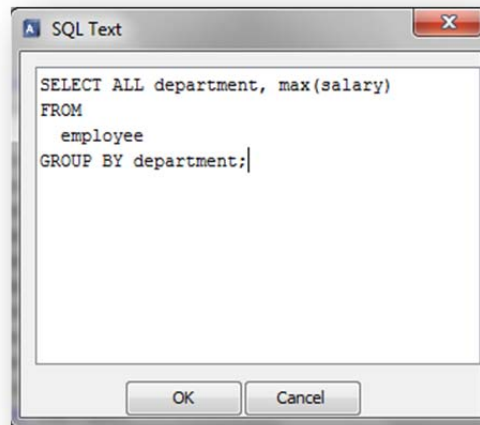 SQL Text
SELECT ALL department, max(salary)
FROM
employee
GROUP BY department;
OK Cancel